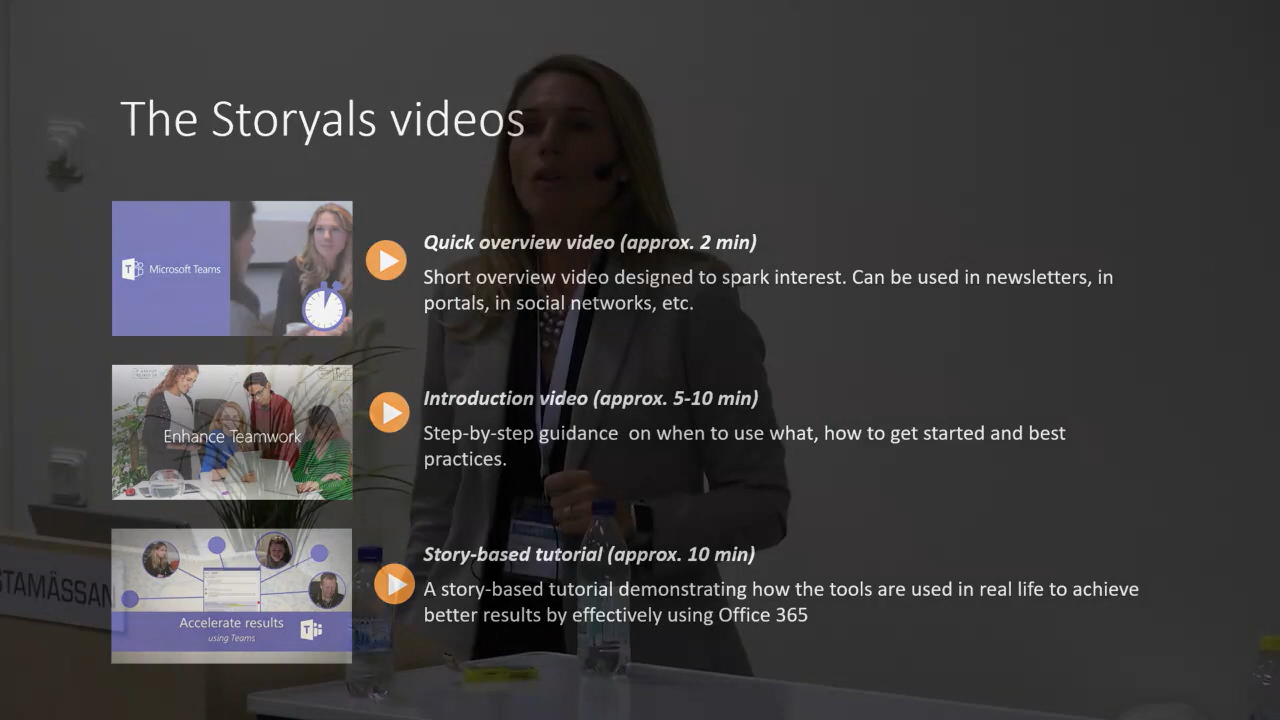 The Storyals videos
Microsoft Teams
Quick overview video (approx. 2 min)
Short overview video designed to spark interest. Can be used in newsletters, in
portals, in social networks, etc.
Enhance Teamwork
Introduction video (approx. 5-10 min)
Step-by-step guidance on when to use what, how to get started and best
practices.
STAMÄSSAN
Accelerate results
using Teams
Story-based tutorial (approx. 10 min)
A story-based tutorial demonstrating how the tools are used in real life to achieve
better results by effectively using Office 365